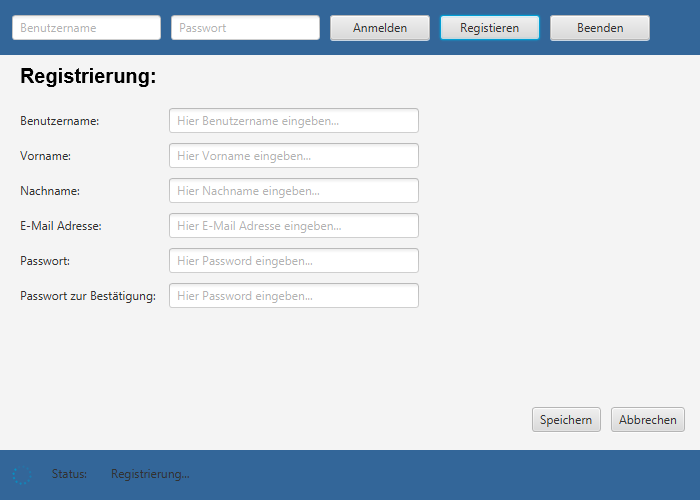 Benutzername Passwort Anmelden Registieren Beenden
Registrierung:
Benutzername: Hier Benutzername eingeben...
Vorname: Hier Vorname eingeben...
Nachname: Hier Nachname eingeben...
E-Mail Adresse: Hier E-Mail Adresse eingeben...
Passwort: Hier Password eingeben...
Passwort zur Bestätigung: Hier Password eingeben...
Speichern Abbrechen
Status: Registrierung...